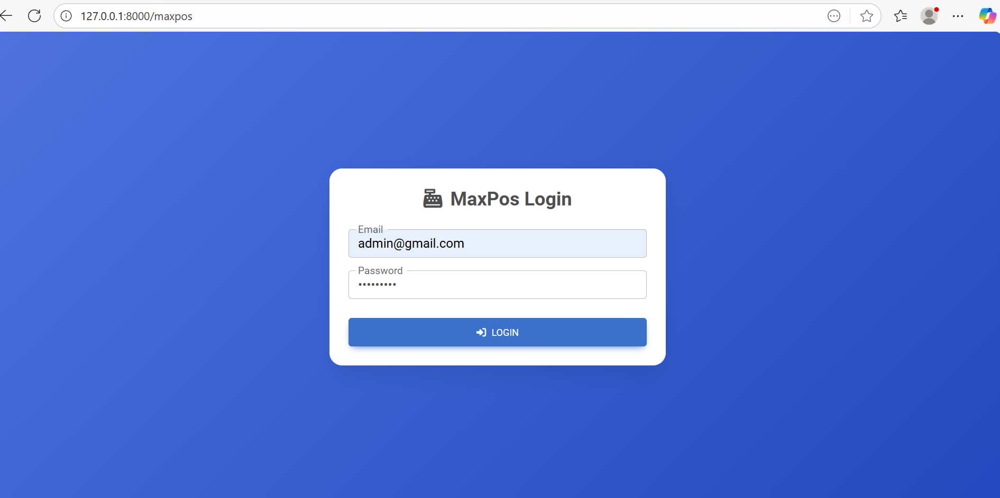 127.0.0.1:8000/maxpos
MaxPos Login
Email
admin@gmail.com
Password
•••••••••
LOGIN